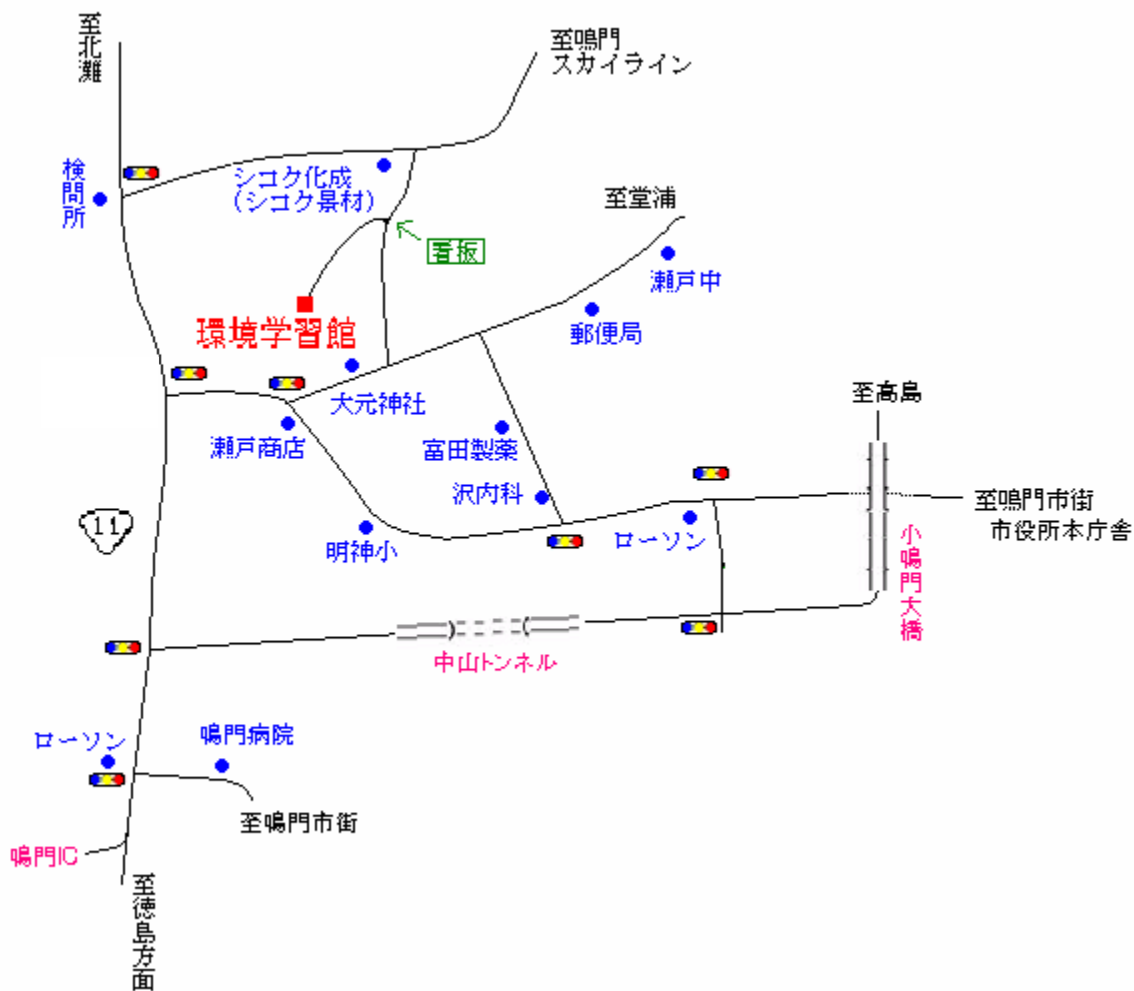 至北灘
至鳴門
スカイライン
検問所
シコク化成
(シコク景材)
至堂浦
看板
瀬戸中
環境学習館
郵便局
大元神社
至高島
瀬戸商店
富田製薬
沢内科
至鳴門市街
市役所本庁舎
11
明神小
ローソン
小鳴門大橋
中山トンネル
ローソン
鳴門病院
至鳴門市街
鳴門IC
至徳島方面